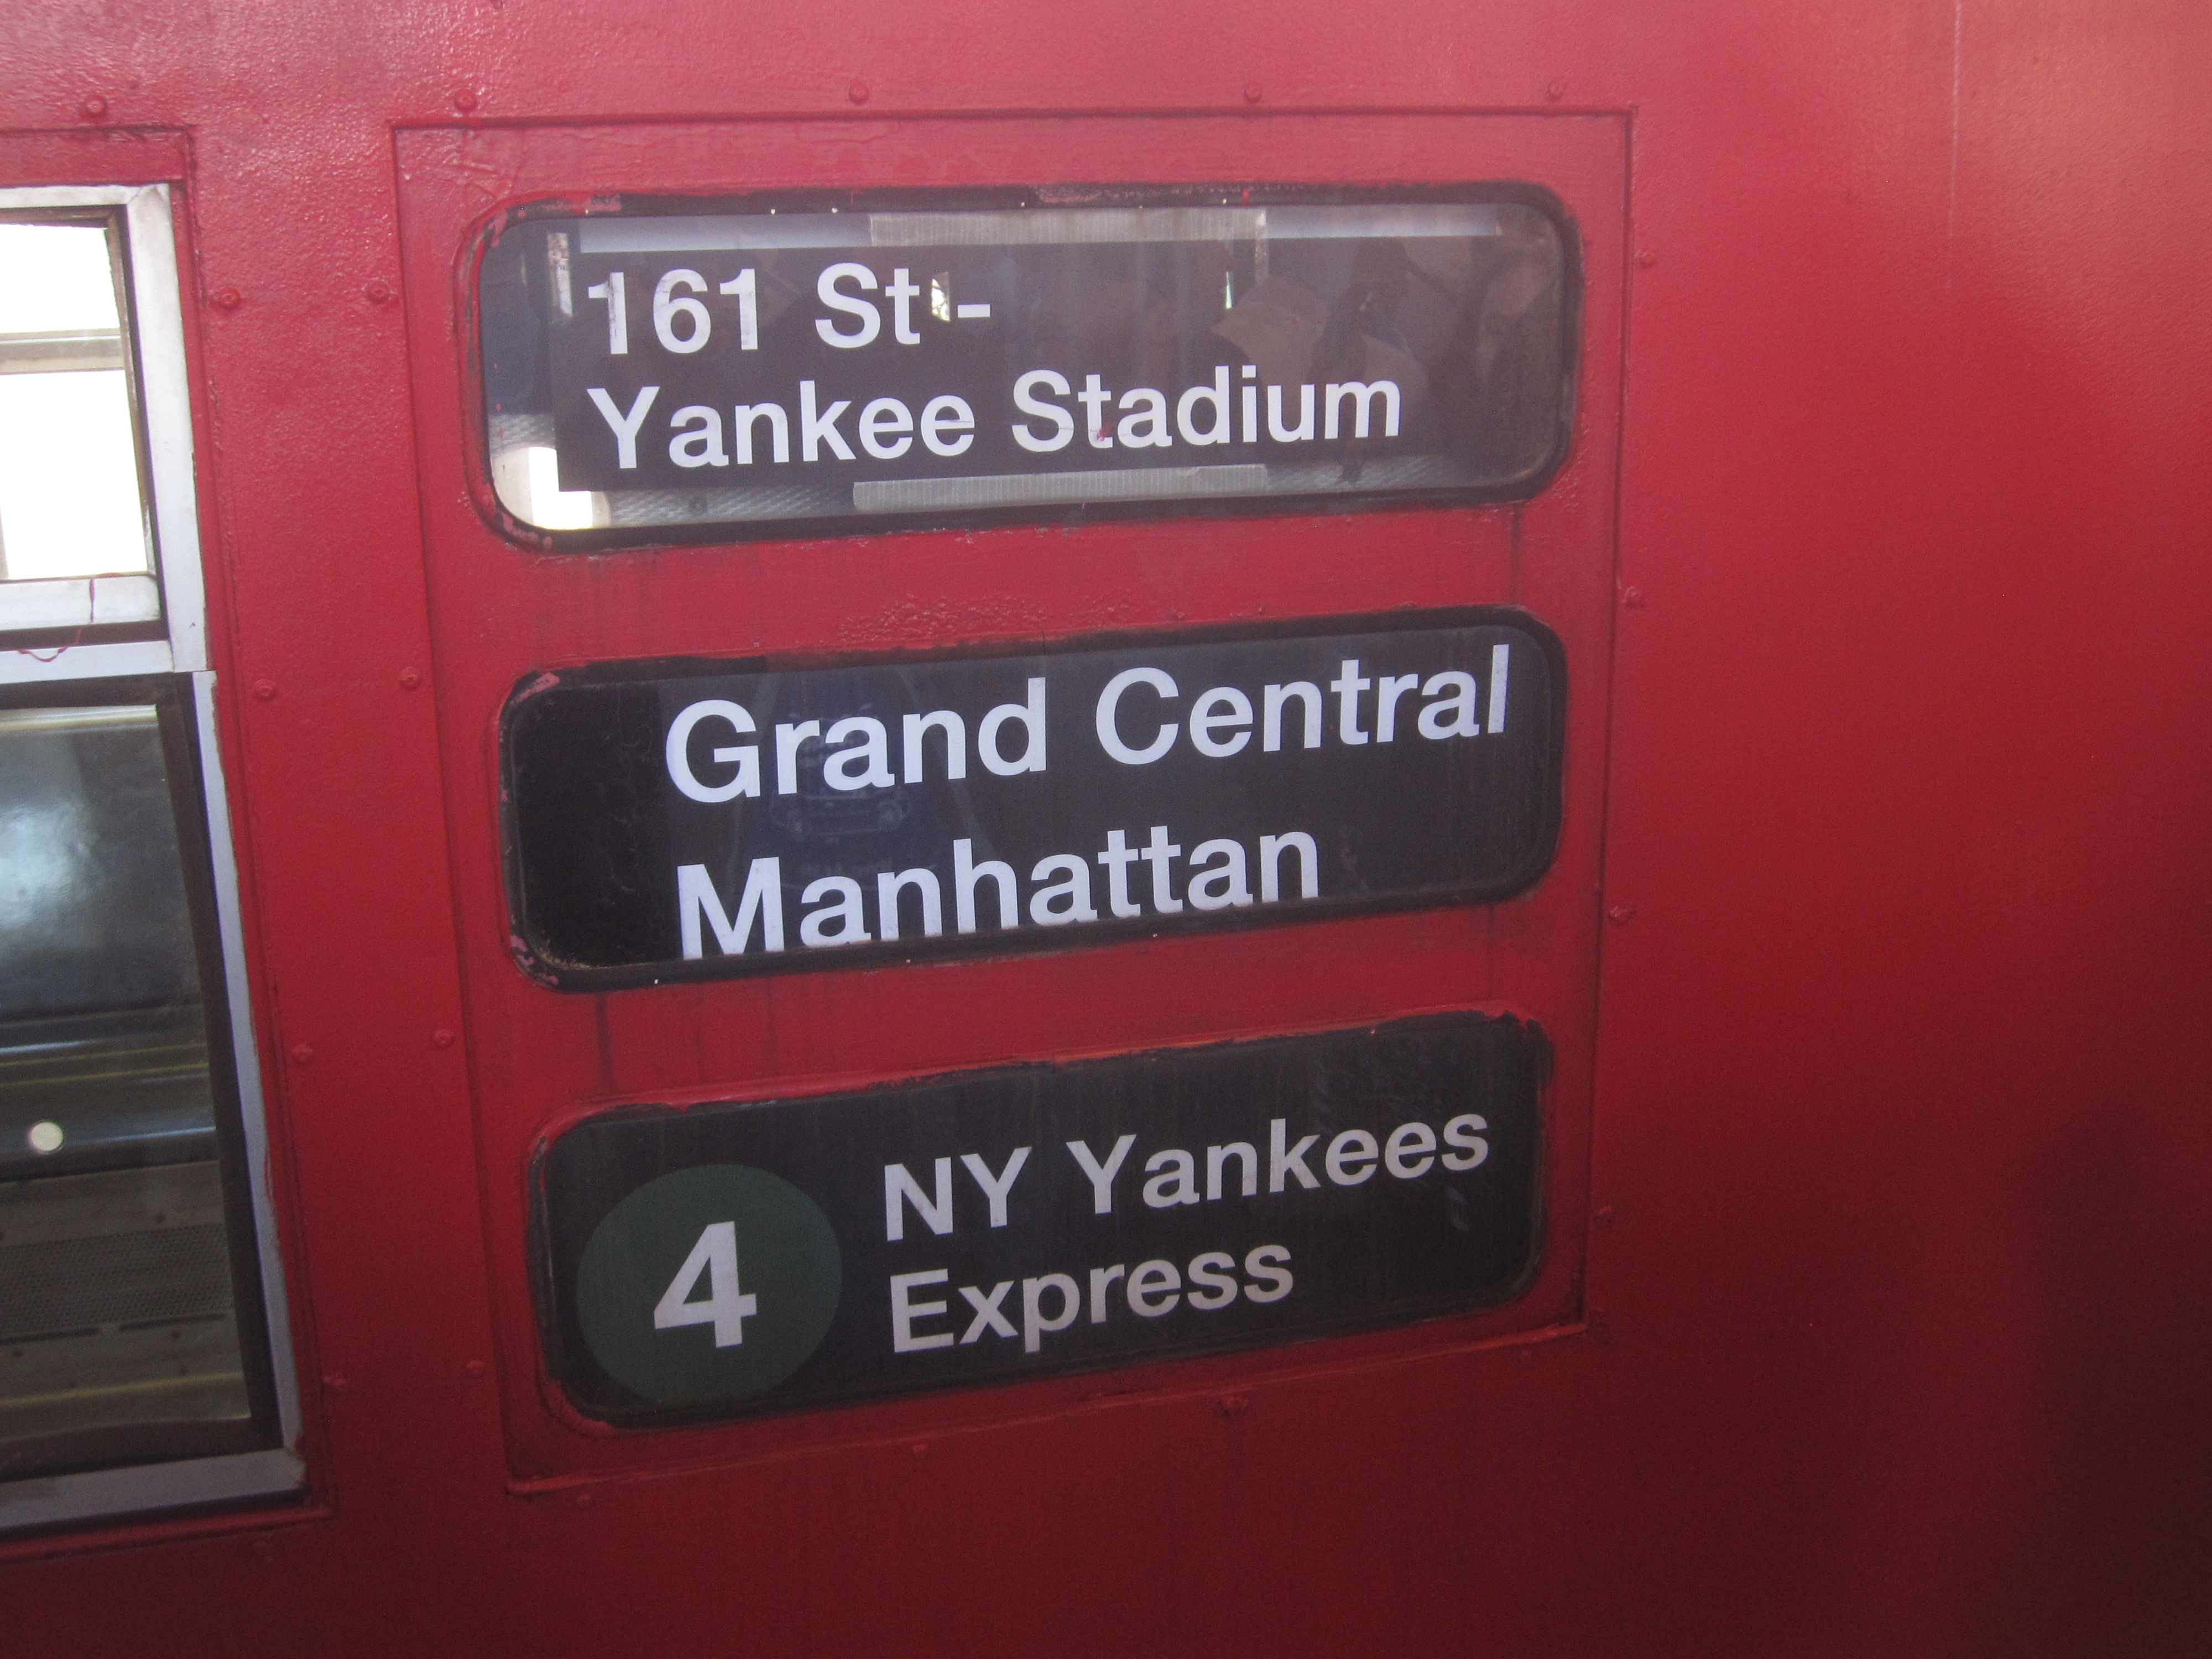 161 St -
Yankee Stadium
Grand Central
Manhattan
4
NY Yankees
Express